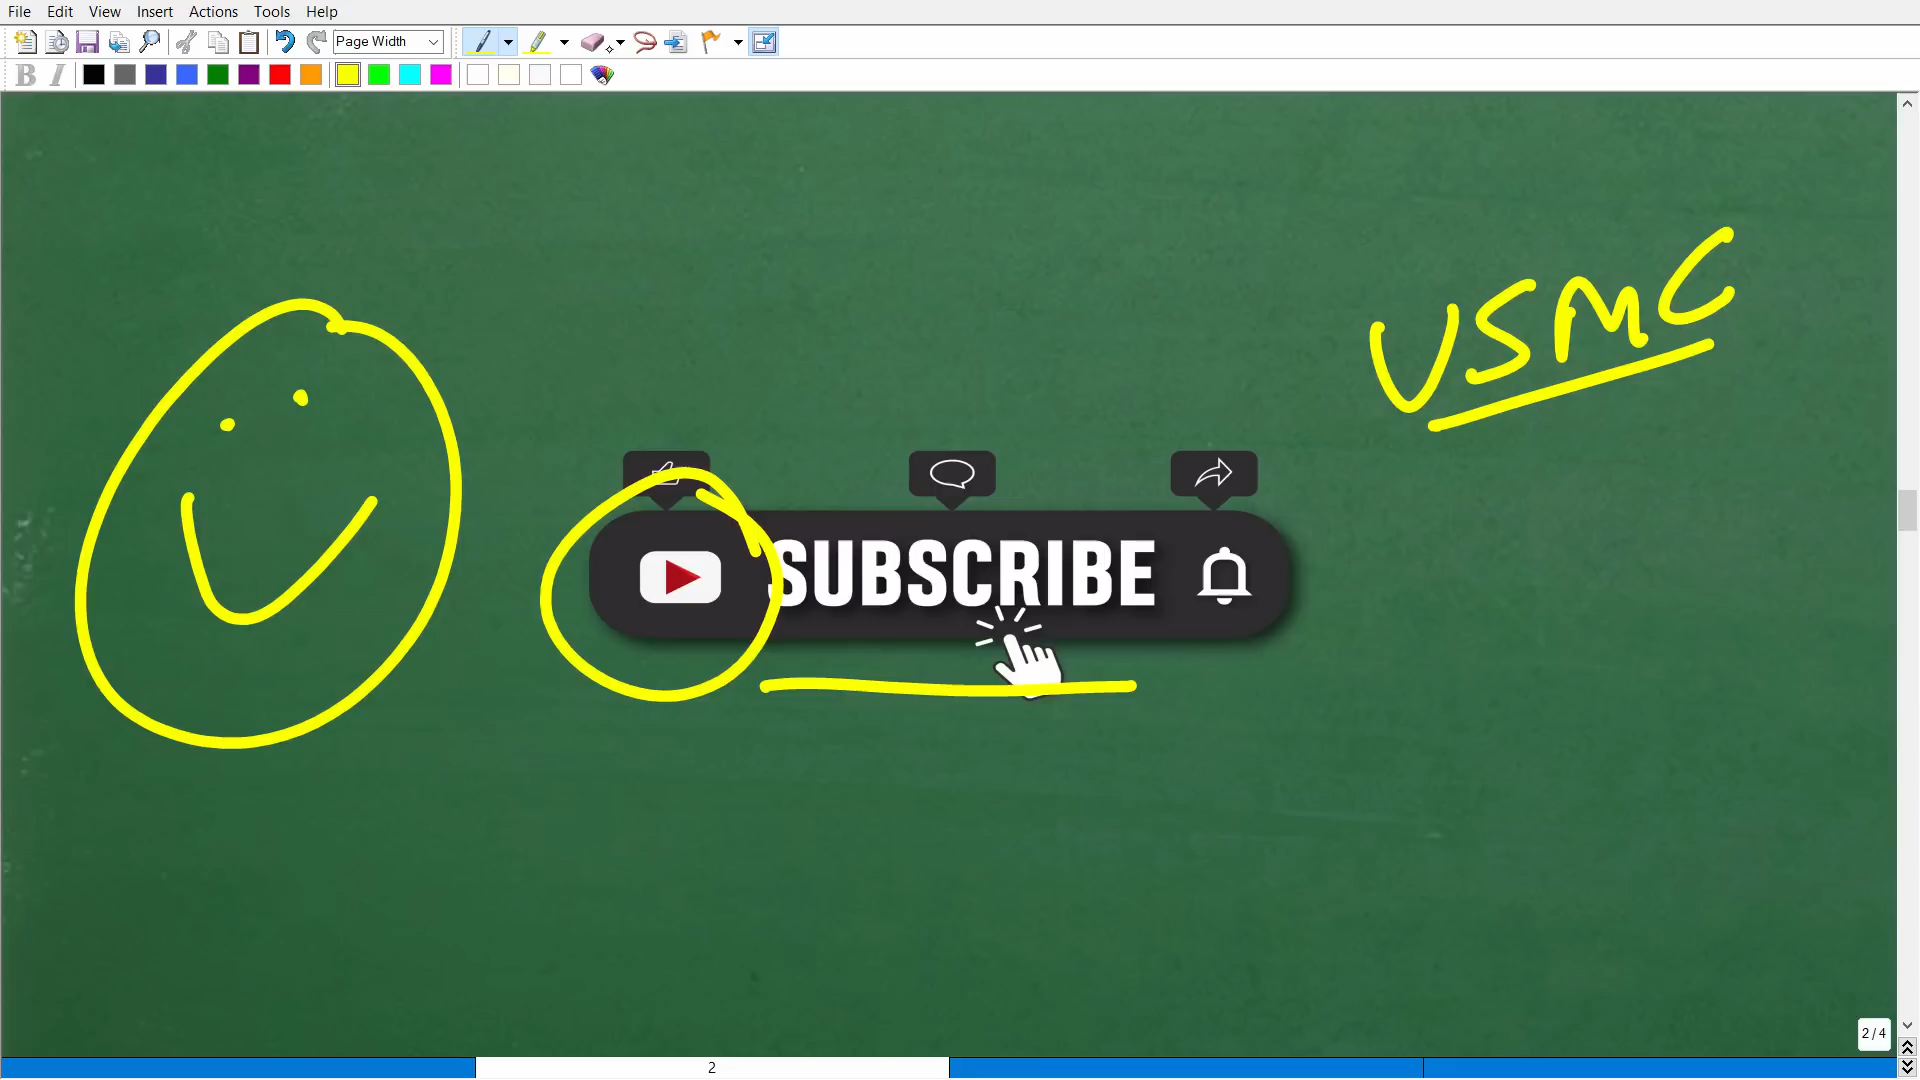 File Edit View Insert Actions Tools Help
Page Width
B I
USMC
SUBSCRIBE
2 / 4
2